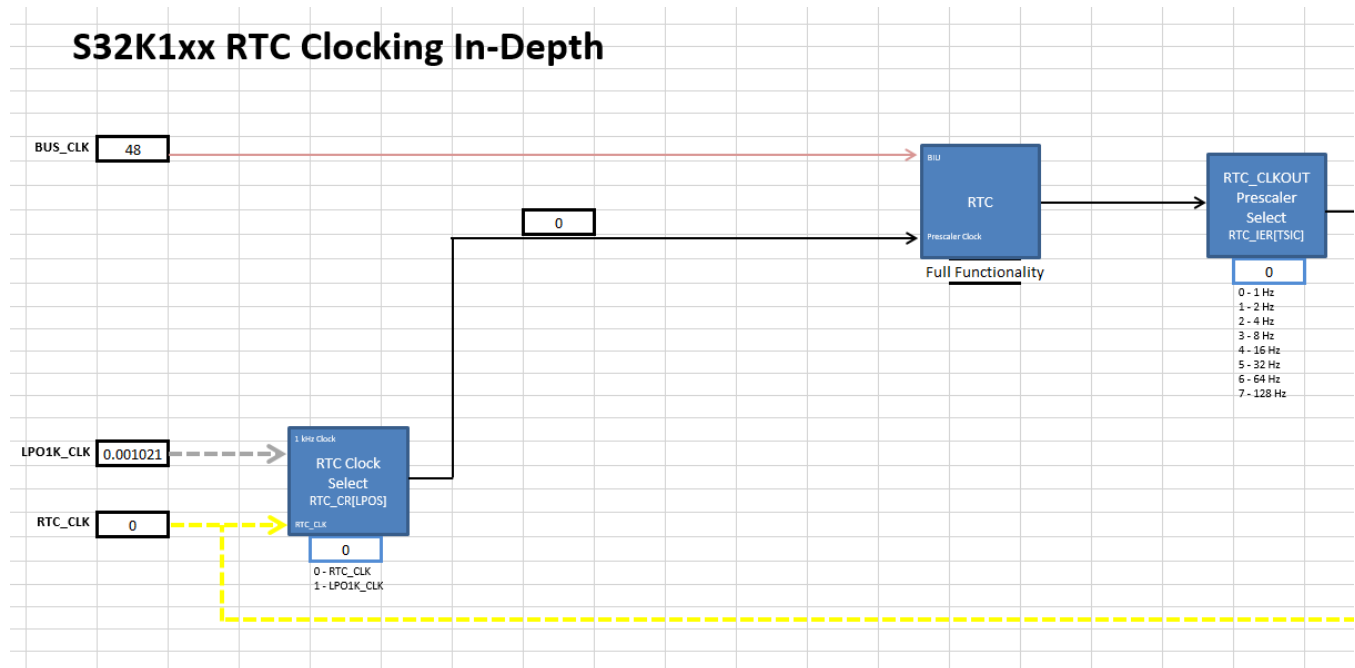 S32K1xx RTC Clocking In-Depth
BUS_CLK
48
BIU
RTC
Prescaler Clock
Full Functionality
RTC_CLKOUT
Prescaler
Select
RTC_IER[TSIC]
0
0 - 1 Hz
1 - 2 Hz
2 - 4 Hz
3 - 8 Hz
4 - 16 Hz
5 - 32 Hz
6 - 64 Hz
7 - 128 Hz
0
LPO1K_CLK
0.001021
RTC_CLK
0
1 kHz Clock
RTC Clock
Select
RTC_CR[LPOS]
RTC_CLK
0
0 - RTC_CLK
1 - LPO1K_CLK